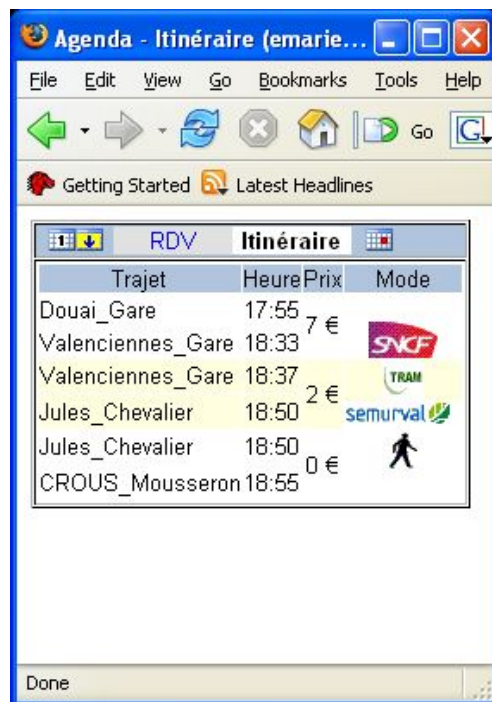 Agenda - Itinéraire (emarie...
File Edit View Go Bookmarks Tools Help
Go G
Getting Started Latest Headlines
1 RDV Itinéraire
Trajet Heure Prix Mode
Douai_Gare 17:55
7 €
Valenciennes_Gare 18:33 SNCF
Valenciennes_Gare 18:37 TRAM
2 €
Jules_Chevalier 18:50 semurval
Jules_Chevalier 18:50
0 €
CROUS_Mousseron 18:55
Done